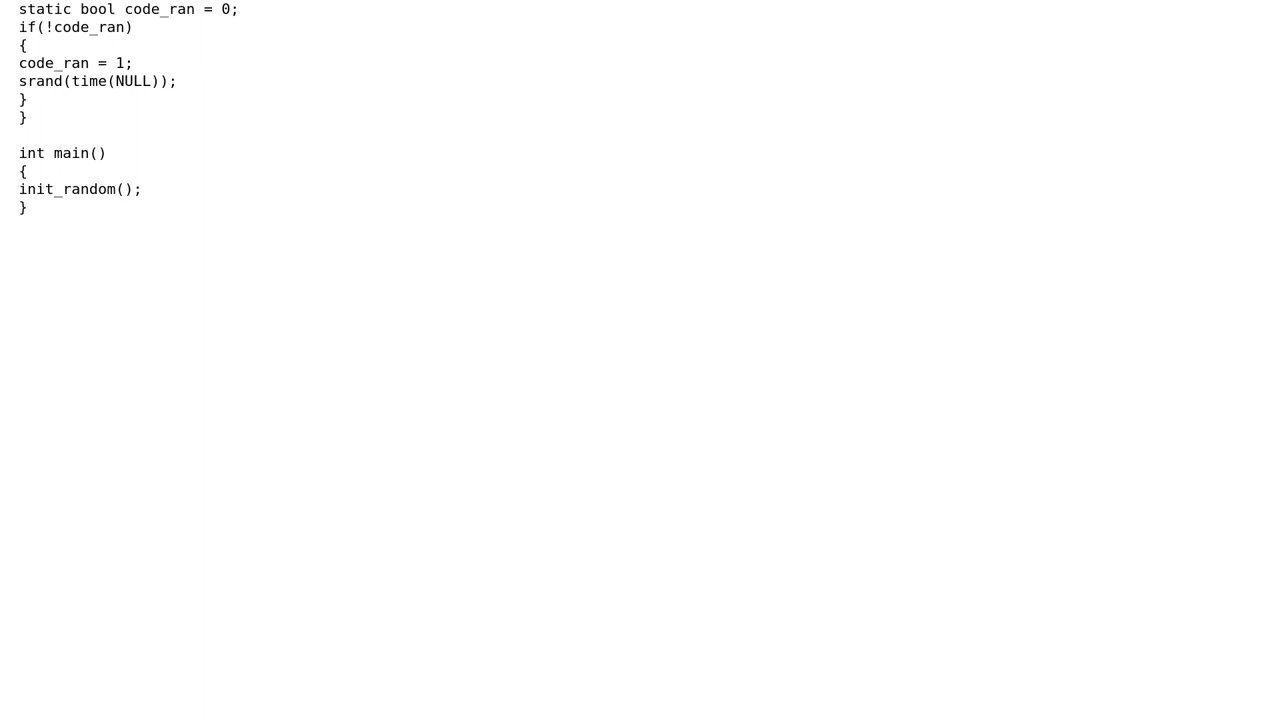 static bool code_ran = 0;
if(!code_ran)
{
code_ran = 1;
srand(time(NULL));
}
}

int main()
{
init_random();
}